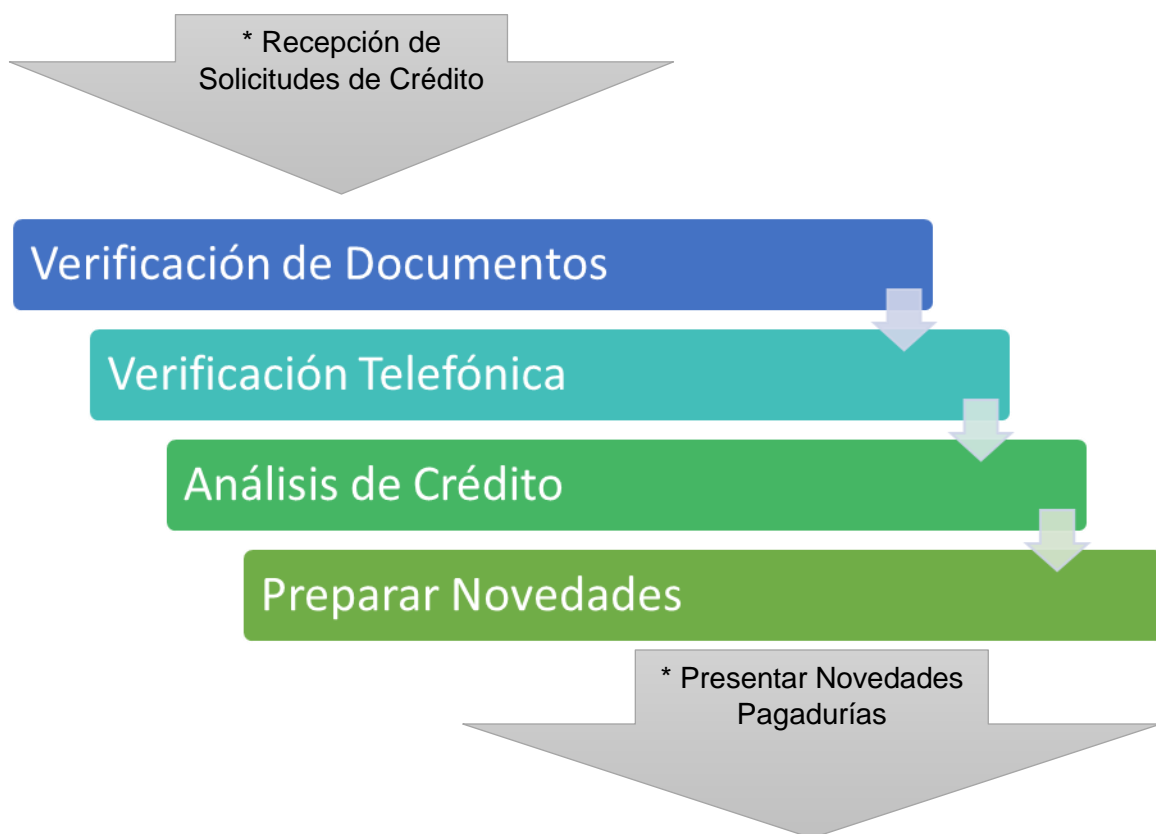 * Recepción de
Solicitudes de Crédito
Verificación de Documentos
Verificación Telefónica
Análisis de Crédito
Preparar Novedades
* Presentar Novedades
Pagadurías